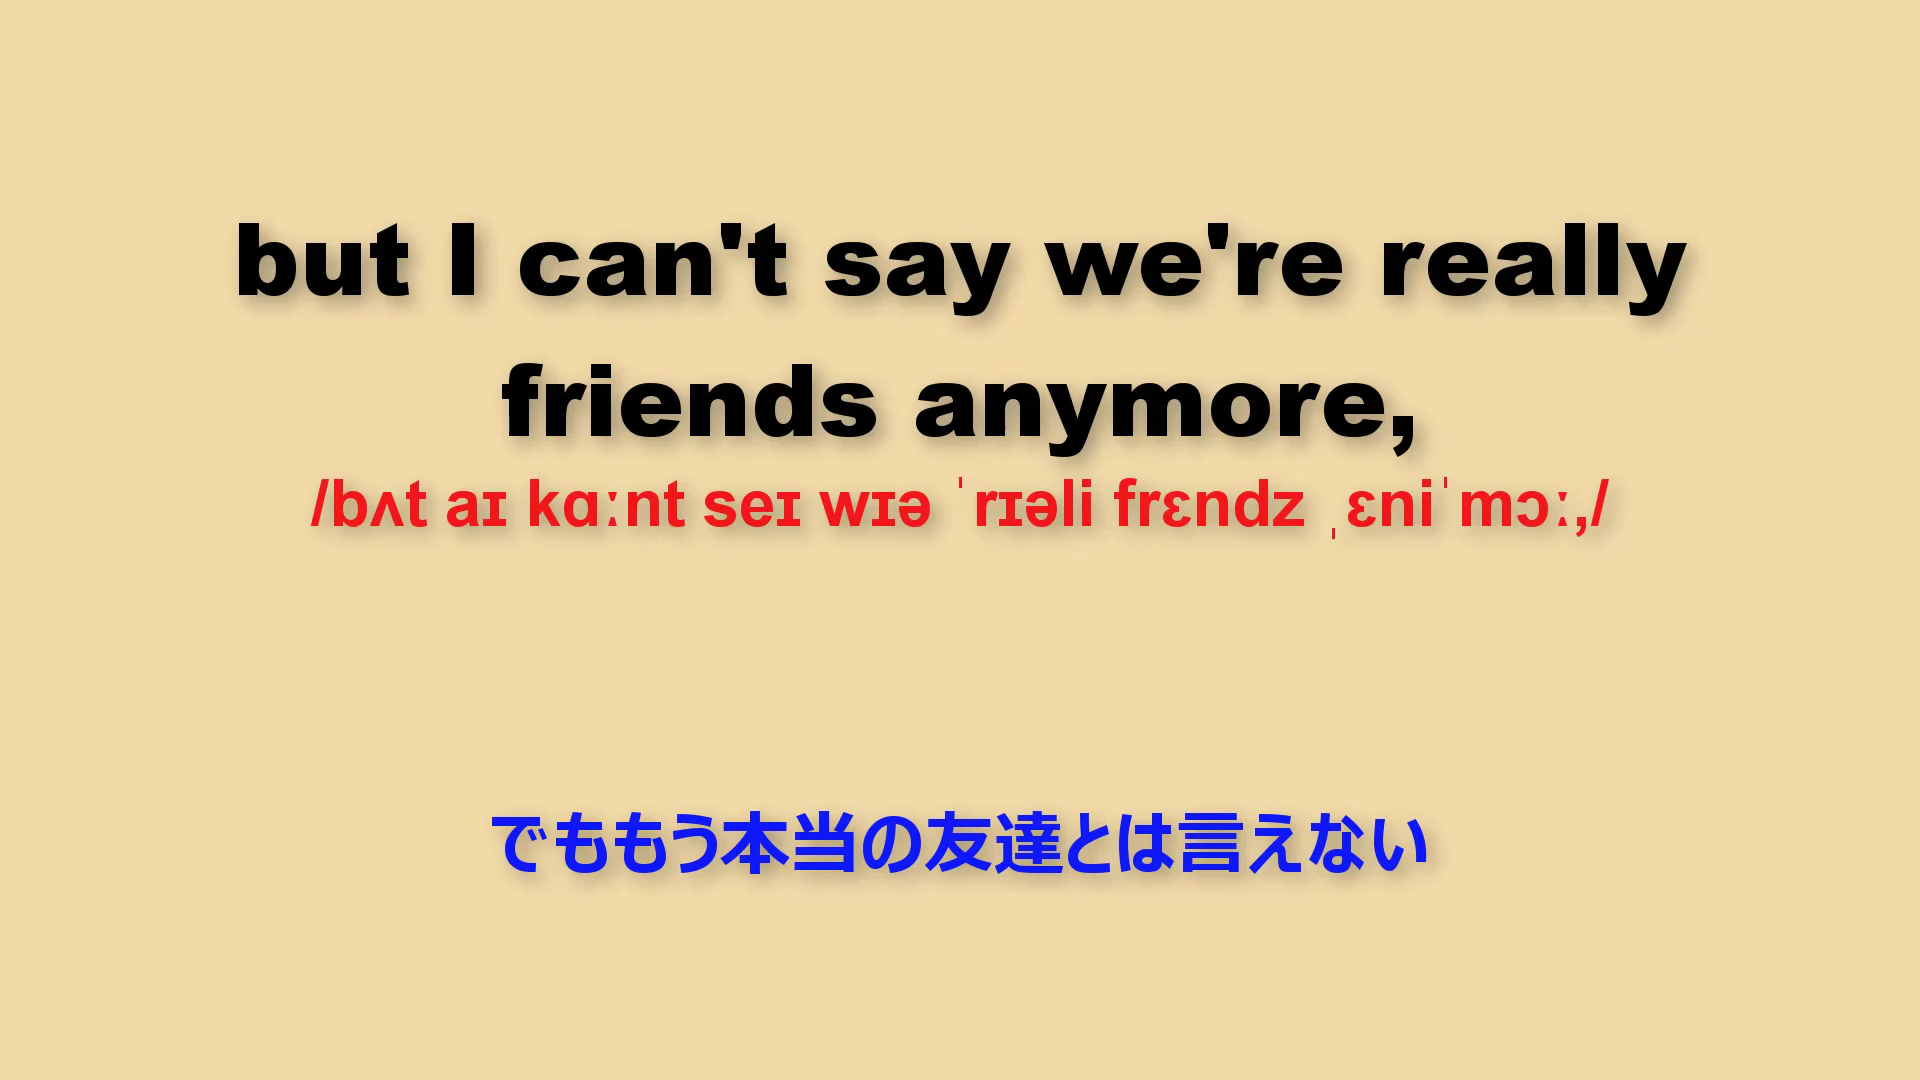 but I can't say we're really
friends anymore,
/bʌt aɪ kɑːnt seɪ wɪə ˈrɪəli frɛndz ˌɛniˈmɔː,/
でももう本当の友達とは言えない